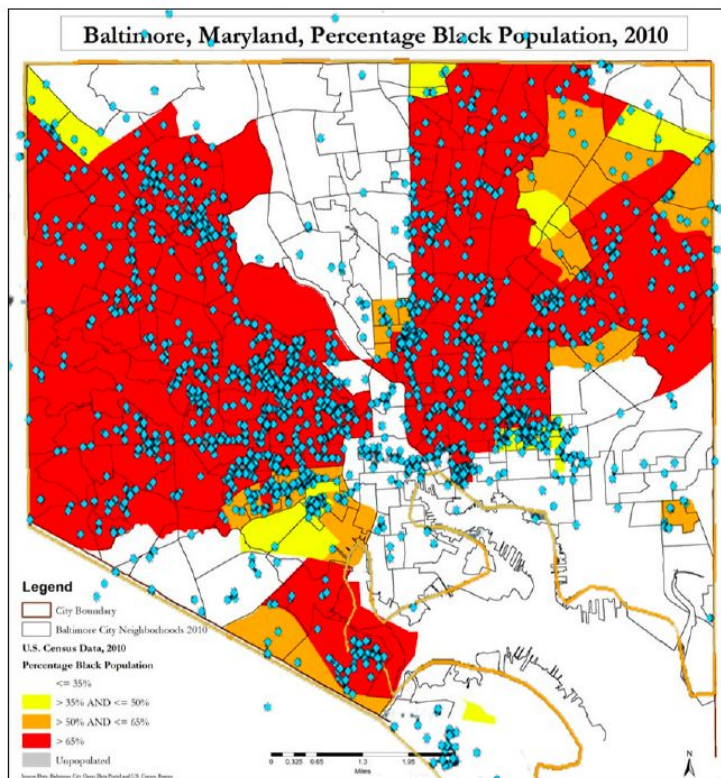 Baltimore, Maryland, Percentage Black Population, 2010
Legend
City Boundary
Baltimore City Neighborhoods 2010
U.S. Census Data, 2010
Percentage Black Population
<= 35%
> 35% AND <= 50%
> 50% AND <= 65%
> 65%
Unpopulated
0 0.325 0.65 1.3 1.95
Miles
N